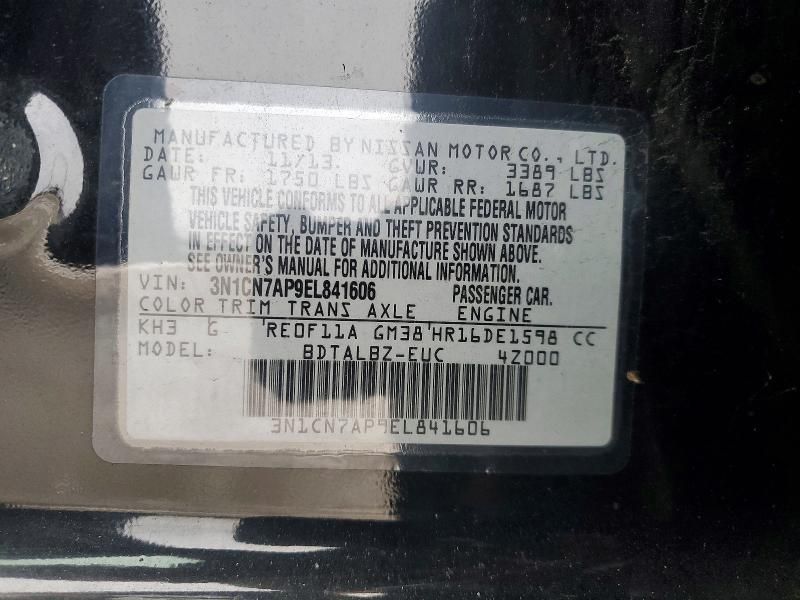 MANUFACTURED BY NISSAN MOTOR CO., LTD.
DATE: 11/13. GVWR: 3389 LBS
GAWR FR: 1750 LBS GAWR RR: 1687 LBS
THIS VEHICLE CONFORMS TO ALL APPLICABLE FEDERAL MOTOR
VEHICLE SAFETY, BUMPER AND THEFT PREVENTION STANDARDS
IN EFFECT ON THE DATE OF MANUFACTURE SHOWN ABOVE.
SEE OWNER'S MANUAL FOR ADDITIONAL INFORMATION.
VIN: 3N1CN7AP9EL841606 PASSENGER CAR.
COLOR TRIM TRANS AXLE ENGINE
KH3 G RE0F11A GM38 HR16DE1598 CC
MODEL: BDTALBZ-EUC 4Z000
3N1CN7AP9EL841606